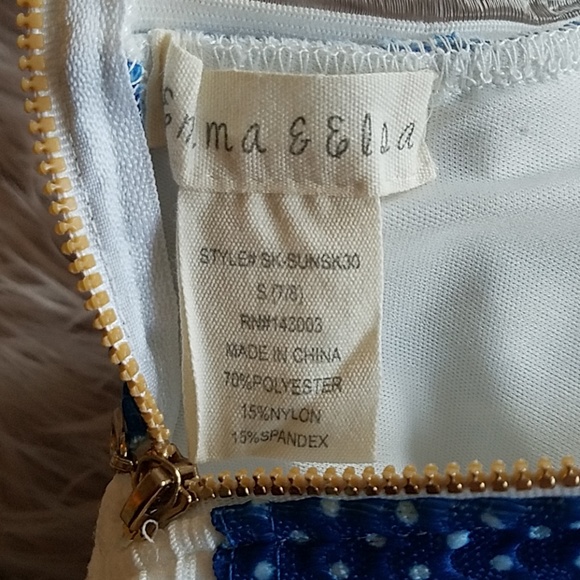 Emma & Elsa
STYLE# SK-SUNSK30
S (7/8)
RN#143003
MADE IN CHINA
70%POLYESTER
15%NYLON
15%SPANDEX